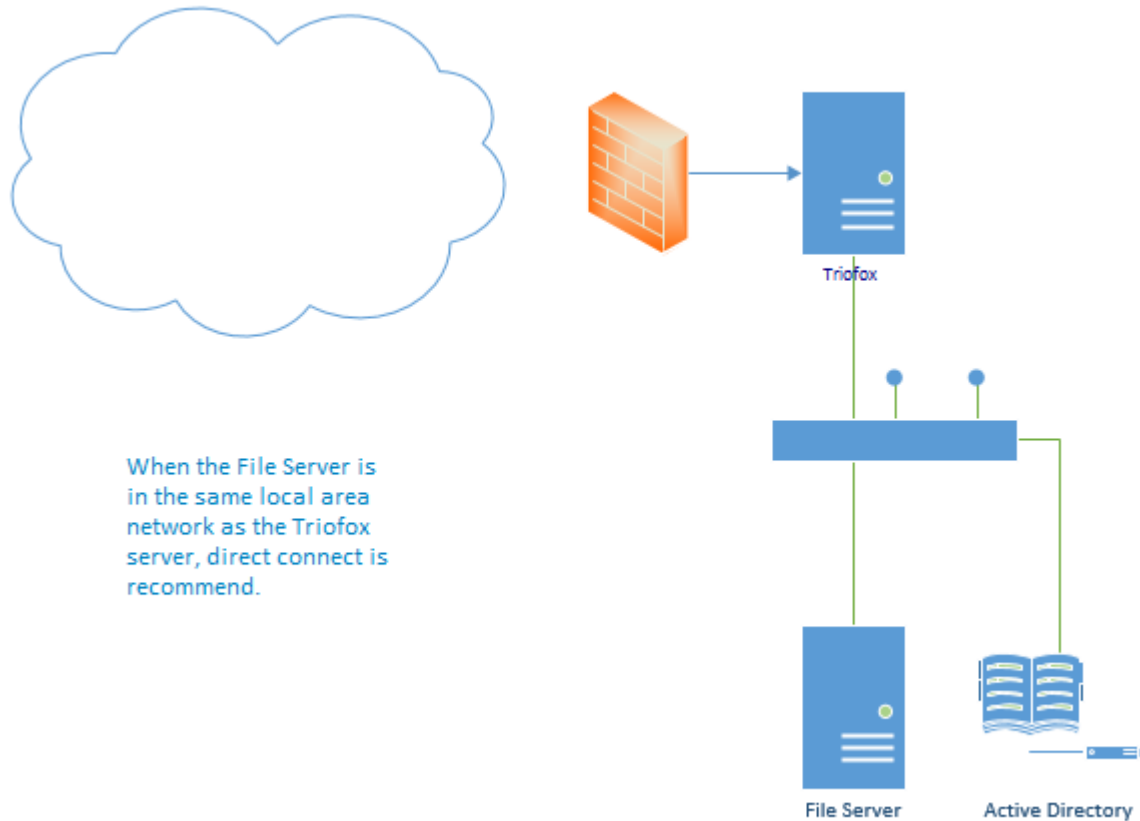 Triofox
When the File Server is
in the same local area
network as the Triofox
server, direct connect is
recommend.
File Server
Active Directory